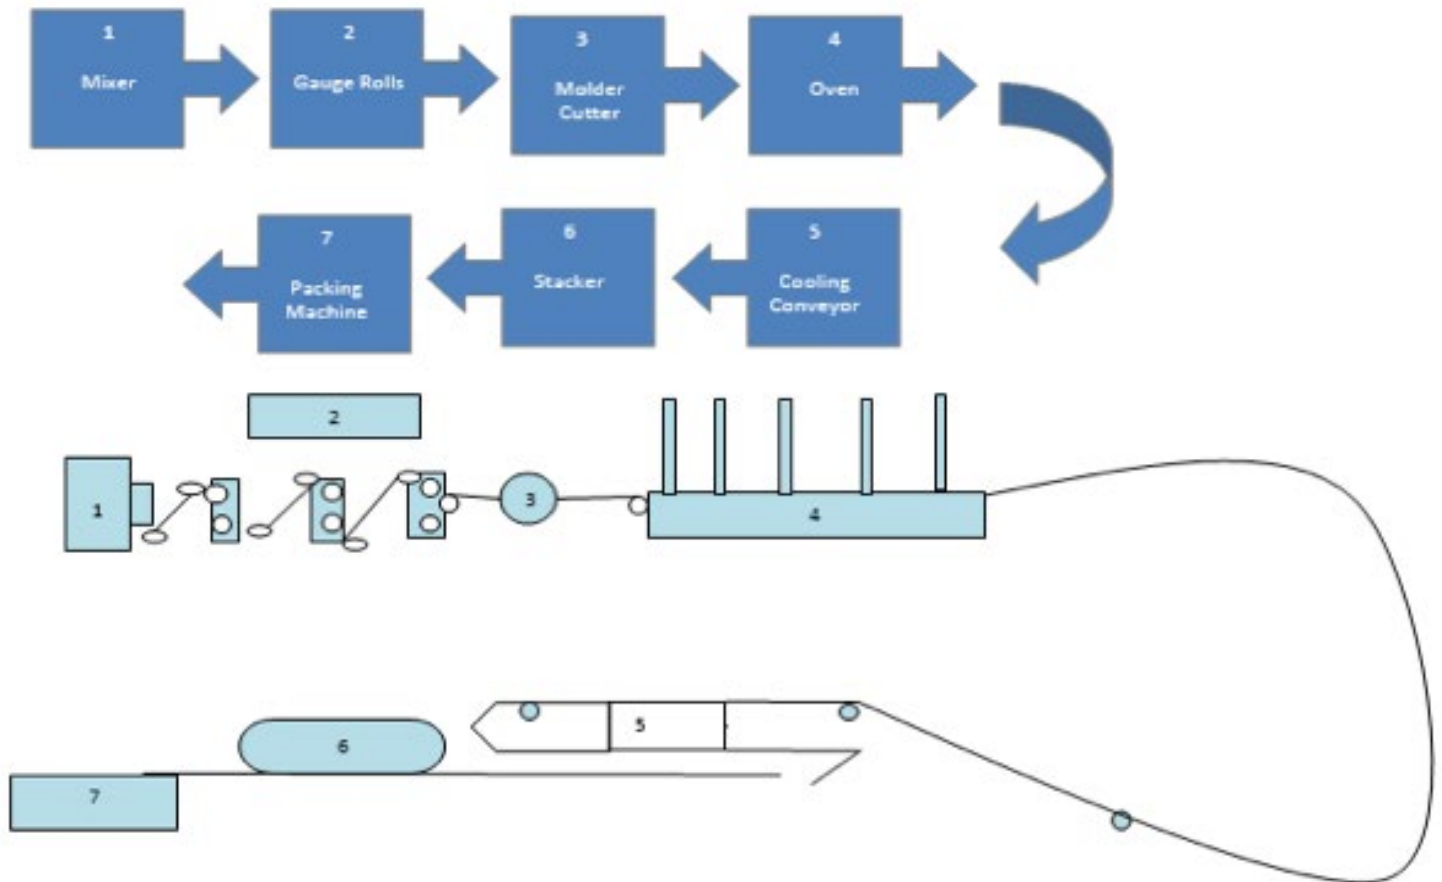 1
Mixer
2
Gauge Rolls
3
Molder
Cutter
4
Oven
7
Packing
Machine
6
Stacker
5
Cooling
Conveyor
2
1
3
4
5
6
7